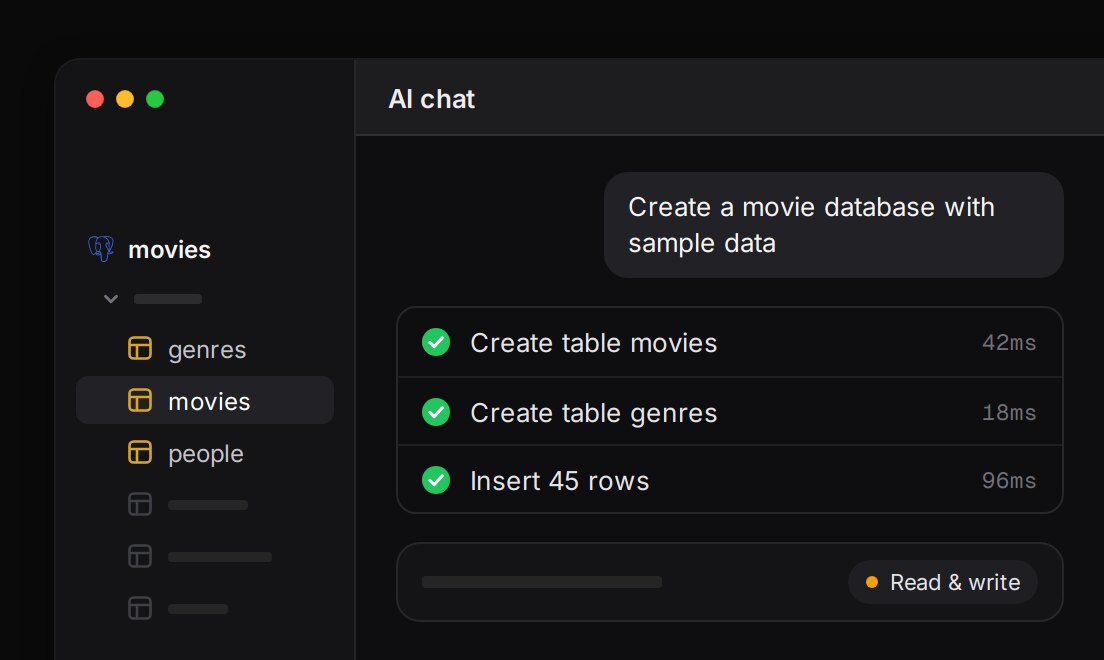 AI chat
movies
genres
movies
people
Create a movie database with
sample data
Create table movies 42ms
Create table genres 18ms
Insert 45 rows 96ms
Read & write